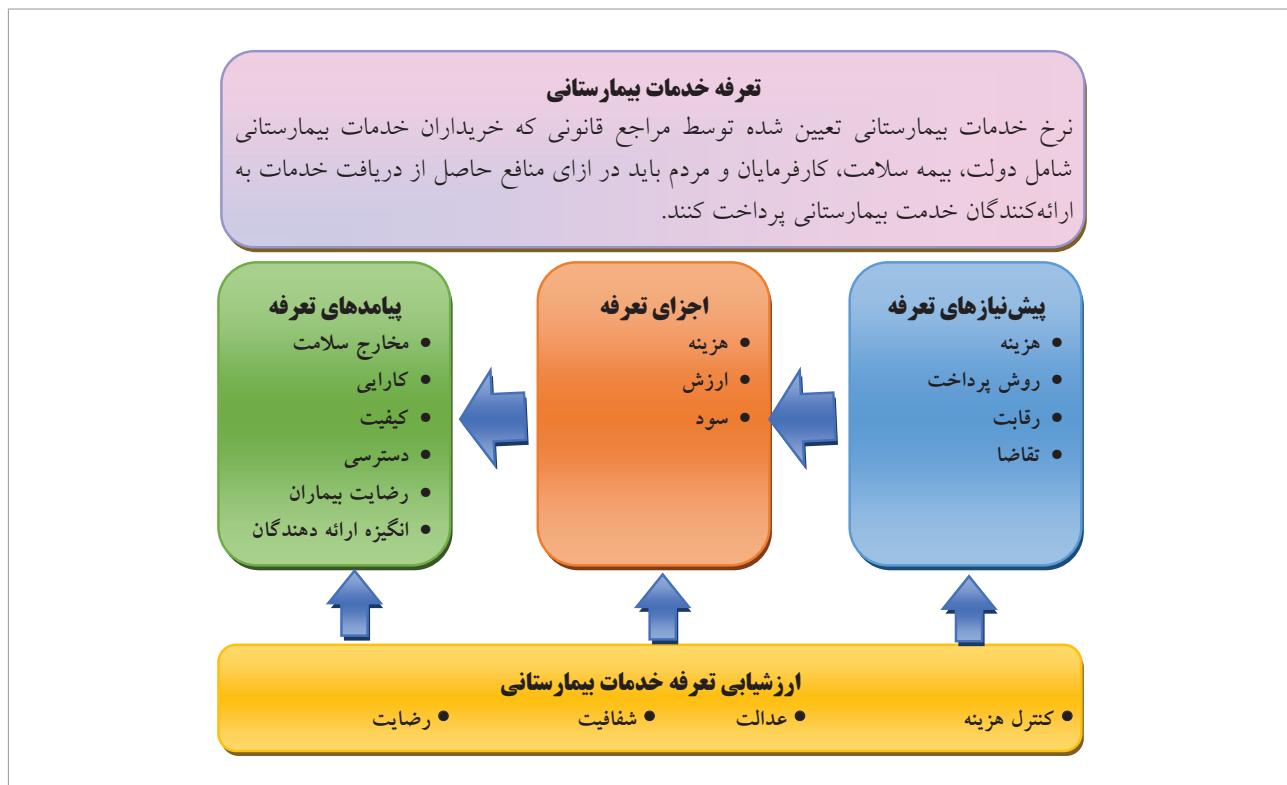 تعرفه خدمات بیمارستانی
نرخ خدمات بیمارستانی تعیین شده توسط مراجع قانونی که خریداران خدمات بیمارستانی
شامل دولت، بیمه سلامت، کارفرمایان و مردم باید در ازای منافع حاصل از دریافت خدمات به
ارائه‌کنندگان خدمت بیمارستانی پرداخت کنند.
پیش‌نیازهای تعرفه
• هزینه
• روش پرداخت
• رقابت
• تقاضا
اجزای تعرفه
• هزینه
• ارزش
• سود
پیامدهای تعرفه
• مخارج سلامت
• کارایی
• کیفیت
• دسترسی
• رضایت بیماران
• انگیزه ارائه دهندگان
ارزشیابی تعرفه خدمات بیمارستانی
• کنترل هزینه • عدالت • شفافیت • رضایت